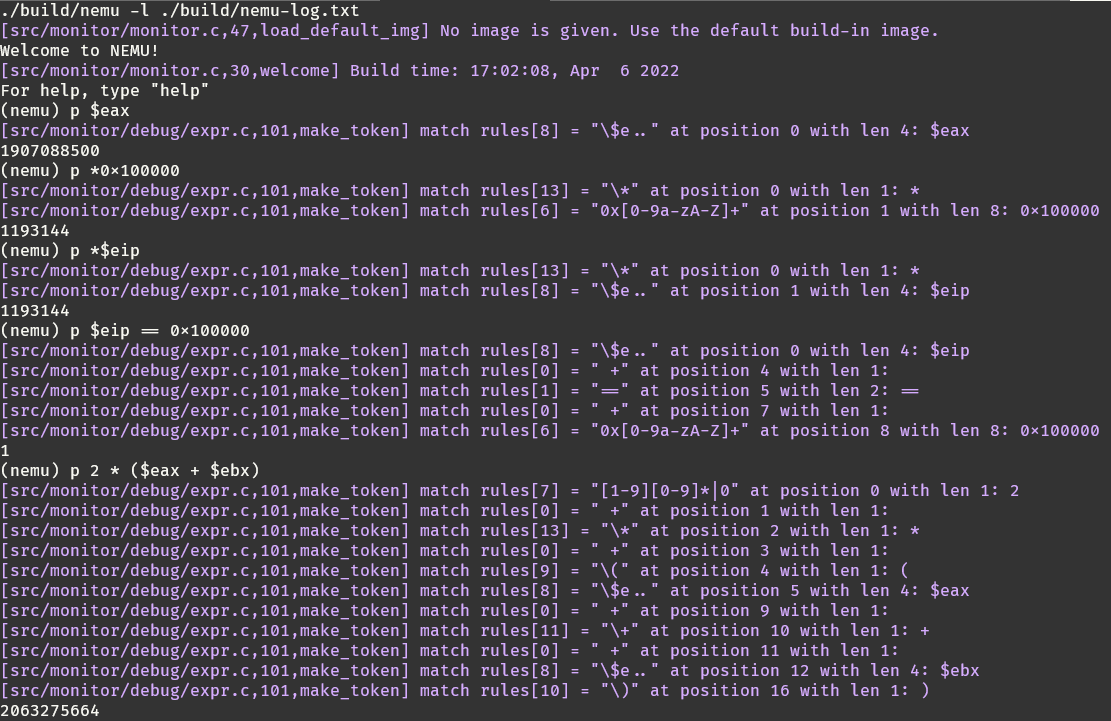 ./build/nemu -l ./build/nemu-log.txt
[src/monitor/monitor.c,47,load_default_img] No image is given. Use the default build-in image.
Welcome to NEMU!
[src/monitor/monitor.c,30,welcome] Build time: 17:02:08, Apr  6 2022
For help, type "help"
(nemu) p $eax
[src/monitor/debug/expr.c,101,make_token] match rules[8] = "\$e.." at position 0 with len 4: $eax
1907088500
(nemu) p *0x100000
[src/monitor/debug/expr.c,101,make_token] match rules[13] = "\*" at position 0 with len 1: *
[src/monitor/debug/expr.c,101,make_token] match rules[6] = "0x[0-9a-zA-Z]+" at position 1 with len 8: 0x100000
1193144
(nemu) p *$eip
[src/monitor/debug/expr.c,101,make_token] match rules[13] = "\*" at position 0 with len 1: *
[src/monitor/debug/expr.c,101,make_token] match rules[8] = "\$e.." at position 1 with len 4: $eip
1193144
(nemu) p $eip == 0x100000
[src/monitor/debug/expr.c,101,make_token] match rules[8] = "\$e.." at position 0 with len 4: $eip
[src/monitor/debug/expr.c,101,make_token] match rules[0] = " +" at position 4 with len 1:
[src/monitor/debug/expr.c,101,make_token] match rules[1] = "==" at position 5 with len 2: ==
[src/monitor/debug/expr.c,101,make_token] match rules[0] = " +" at position 7 with len 1:
[src/monitor/debug/expr.c,101,make_token] match rules[6] = "0x[0-9a-zA-Z]+" at position 8 with len 8: 0x100000
1
(nemu) p 2 * ($eax + $ebx)
[src/monitor/debug/expr.c,101,make_token] match rules[7] = "[1-9][0-9]*|0" at position 0 with len 1: 2
[src/monitor/debug/expr.c,101,make_token] match rules[0] = " +" at position 1 with len 1:
[src/monitor/debug/expr.c,101,make_token] match rules[13] = "\*" at position 2 with len 1: *
[src/monitor/debug/expr.c,101,make_token] match rules[0] = " +" at position 3 with len 1:
[src/monitor/debug/expr.c,101,make_token] match rules[9] = "\(" at position 4 with len 1: (
[src/monitor/debug/expr.c,101,make_token] match rules[8] = "\$e.." at position 5 with len 4: $eax
[src/monitor/debug/expr.c,101,make_token] match rules[0] = " +" at position 9 with len 1:
[src/monitor/debug/expr.c,101,make_token] match rules[11] = "\+" at position 10 with len 1: +
[src/monitor/debug/expr.c,101,make_token] match rules[0] = " +" at position 11 with len 1:
[src/monitor/debug/expr.c,101,make_token] match rules[8] = "\$e.." at position 12 with len 4: $ebx
[src/monitor/debug/expr.c,101,make_token] match rules[10] = "\)" at position 16 with len 1: )
2063275664